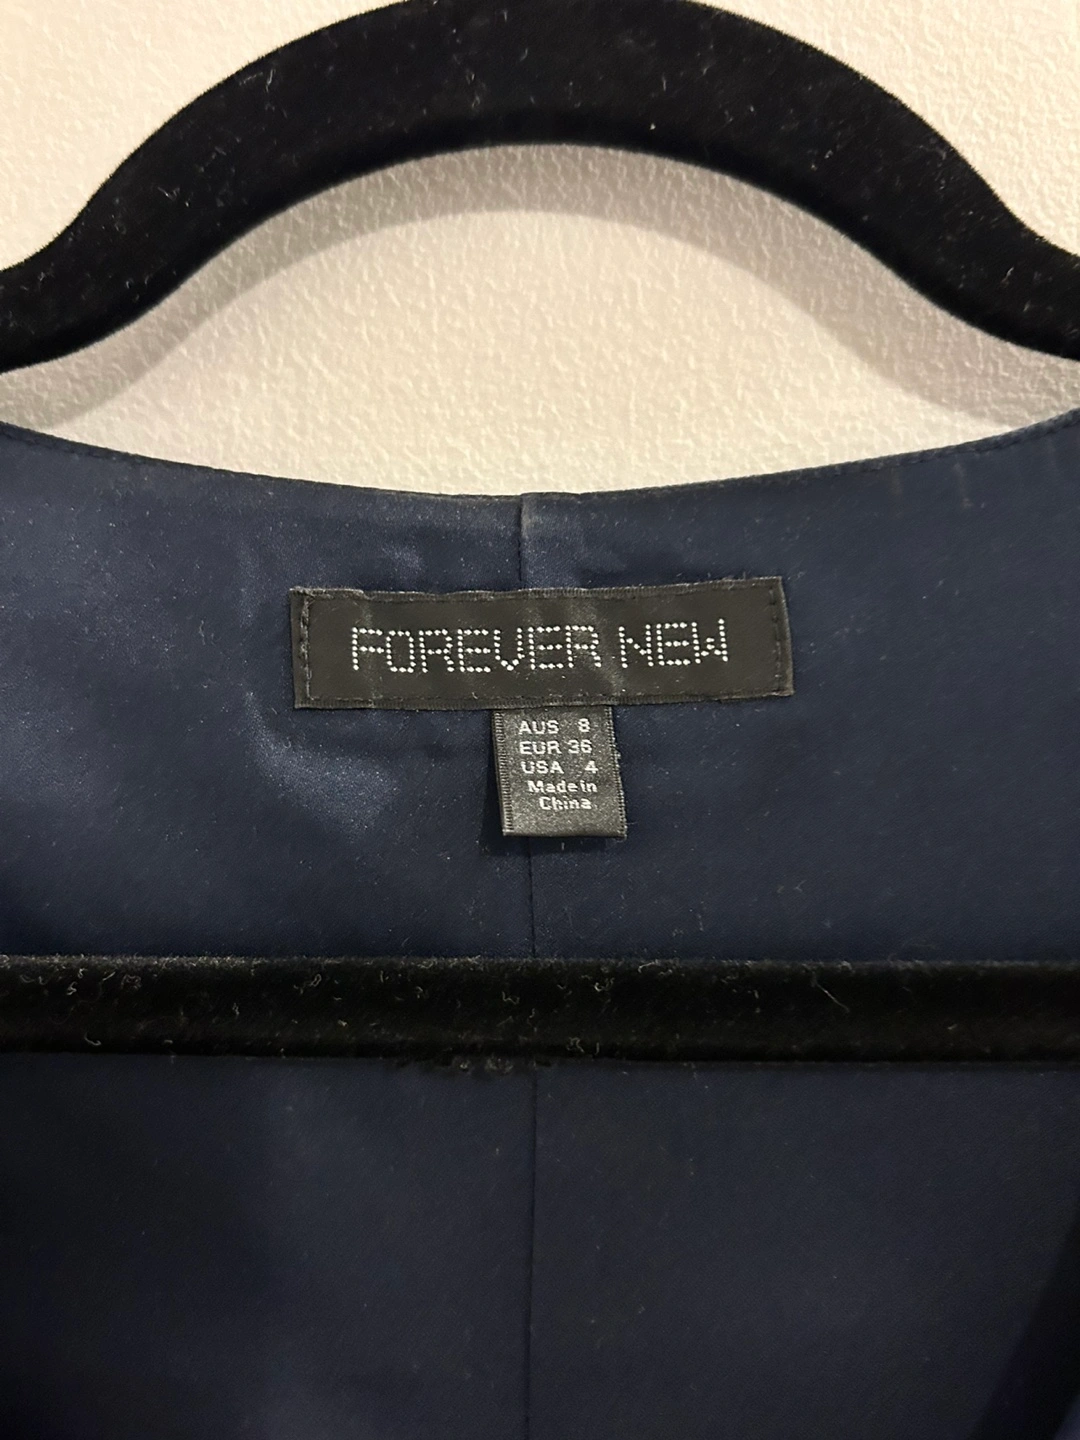 FOREVER NEW
AUS 8
EUR 36
USA 4
Made in
China